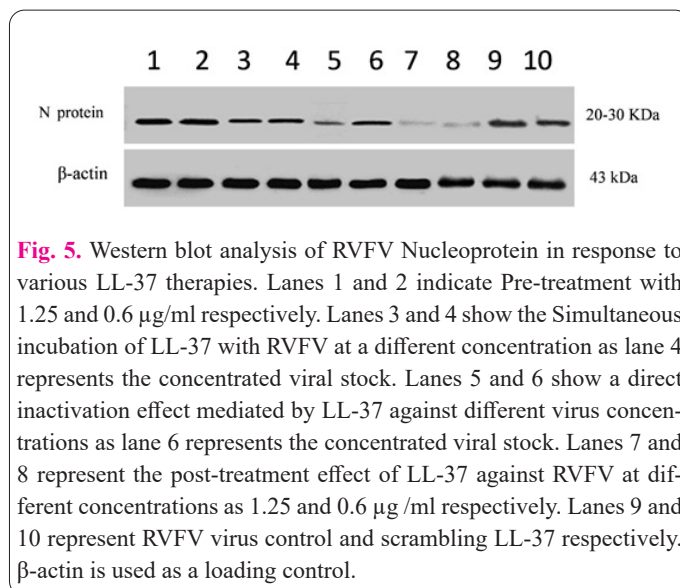 1 2 3 4 5 6 7 8 9 10
N protein 20-30 KDa
β-actin 43 kDa
Fig. 5. Western blot analysis of RVFV Nucleoprotein in response to
various LL-37 therapies. Lanes 1 and 2 indicate Pre-treatment with
1.25 and 0.6 µg/ml respectively. Lanes 3 and 4 show the Simultaneous
incubation of LL-37 with RVFV at a different concentration as lane 4
represents the concentrated viral stock. Lanes 5 and 6 show a direct
inactivation effect mediated by LL-37 against different virus concen-
trations as lane 6 represents the concentrated viral stock. Lanes 7 and
8 represent the post-treatment effect of LL-37 against RVFV at dif-
ferent concentrations as 1.25 and 0.6 µg /ml respectively. Lanes 9 and
10 represent RVFV virus control and scrambling LL-37 respectively.
β-actin is used as a loading control.